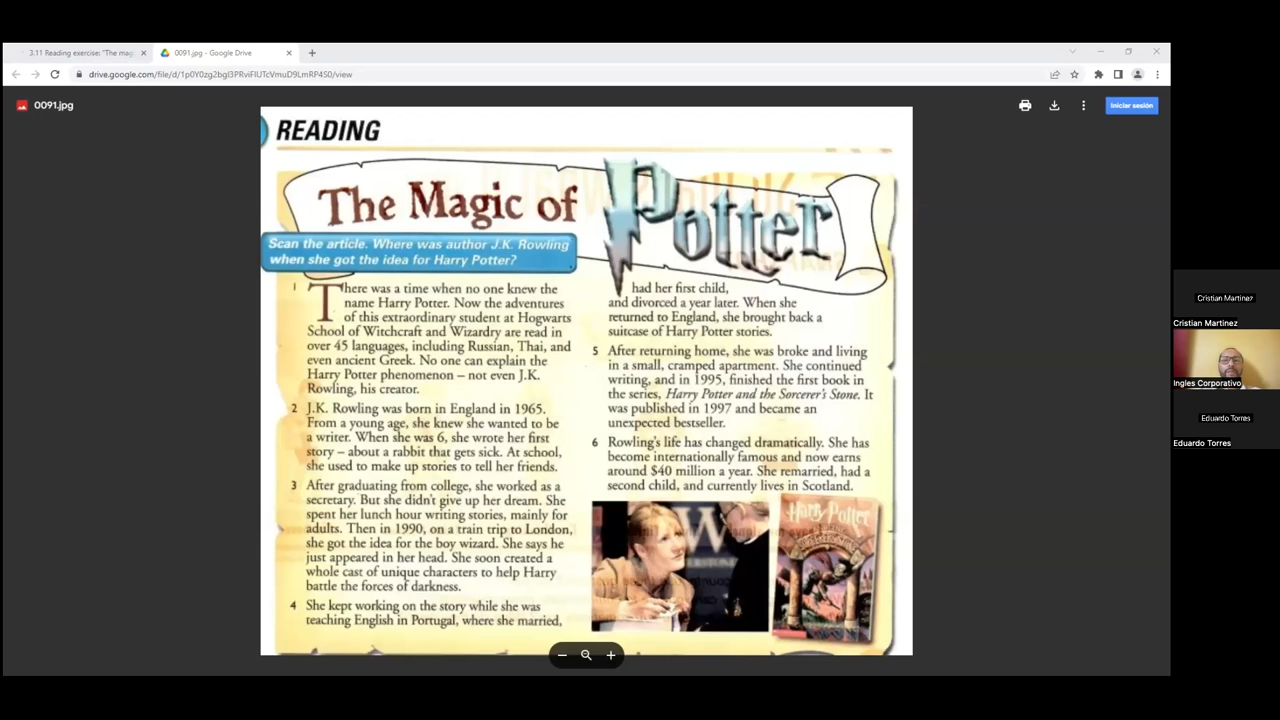 3.11 Reading exercise: "The mag
0091.jpg - Google Drive
drive.google.com/file/d/1p0Y0zg2bgI3PRviFIUTcVmuD9LmRP4S0/view
0091.jpg
Iniciar sesión
READING
The Magic of Potter
Scan the article. Where was author J.K. Rowling
when she got the idea for Harry Potter?
1 There was a time when no one knew the
name Harry Potter. Now the adventures
of this extraordinary student at Hogwarts
School of Witchcraft and Wizardry are read in
over 45 languages, including Russian, Thai, and
even ancient Greek. No one can explain the
Harry Potter phenomenon – not even J.K.
Rowling, his creator.
2 J.K. Rowling was born in England in 1965.
From a young age, she knew she wanted to be
a writer. When she was 6, she wrote her first
story – about a rabbit that gets sick. At school,
she used to make up stories to tell her friends.
3 After graduating from college, she worked as a
secretary. But she didn't give up her dream. She
spent her lunch hour writing stories, mainly for
adults. Then in 1990, on a train trip to London,
she got the idea for the boy wizard. She says he
just appeared in her head. She soon created a
whole cast of unique characters to help Harry
battle the forces of darkness.
4 She kept working on the story while she was
teaching English in Portugal, where she married,
had her first child,
and divorced a year later. When she
returned to England, she brought back a
suitcase of Harry Potter stories.
5 After returning home, she was broke and living
in a small, cramped apartment. She continued
writing, and in 1995, finished the first book in
the series, Harry Potter and the Sorcerer's Stone. It
was published in 1997 and became an
unexpected bestseller.
6 Rowling's life has changed dramatically. She has
become internationally famous and now earns
around $40 million a year. She remarried, had a
second child, and currently lives in Scotland.
Harry Potter
Cristian Martinez
Cristian Martinez
Ingles Corporativo
Eduardo Torres
Eduardo Torres